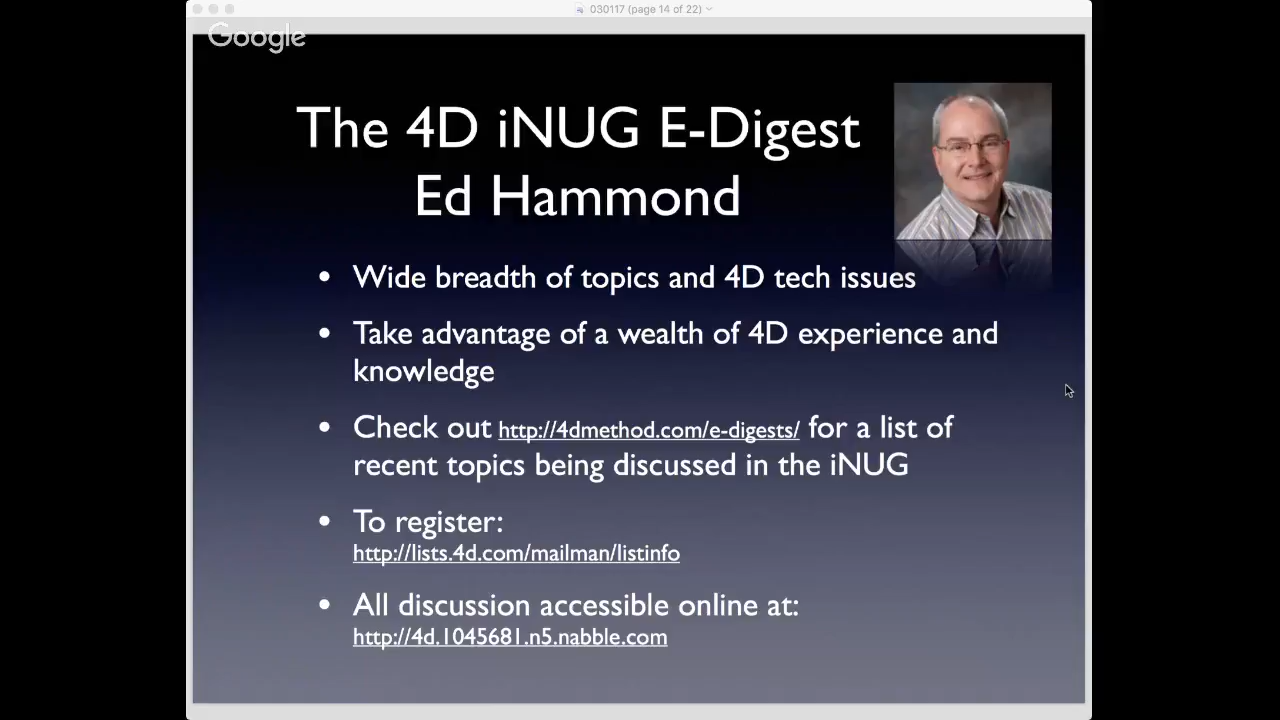 030117 (page 14 of 22)
Google
The 4D iNUG E-Digest
Ed Hammond
• Wide breadth of topics and 4D tech issues
• Take advantage of a wealth of 4D experience and
knowledge
• Check out http://4dmethod.com/e-digests/ for a list of
recent topics being discussed in the iNUG
• To register:
http://lists.4d.com/mailman/listinfo
• All discussion accessible online at:
http://4d.1045681.n5.nabble.com